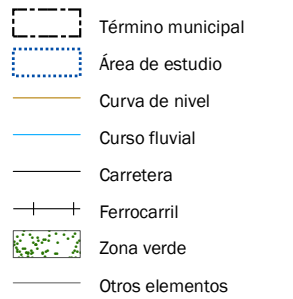 Término municipal
Área de estudio
Curva de nivel
Curso fluvial
Carretera
Ferrocarril
Zona verde
Otros elementos